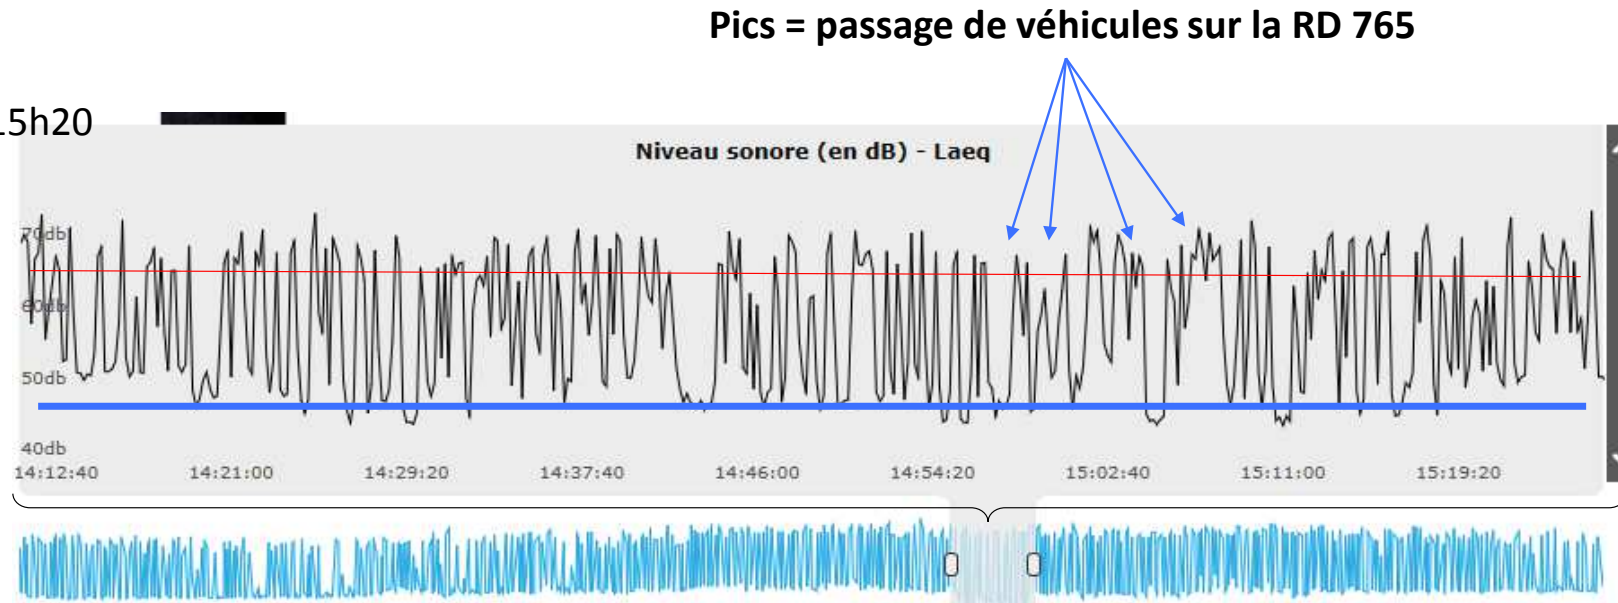 Pics = passage de véhicules sur la RD 765
15h20
Niveau sonore (en dB) - Laeq
70db
60db
50db
40db
14:12:40 14:21:00 14:29:20 14:37:40 14:46:00 14:54:20 15:02:40 15:11:00 15:19:20